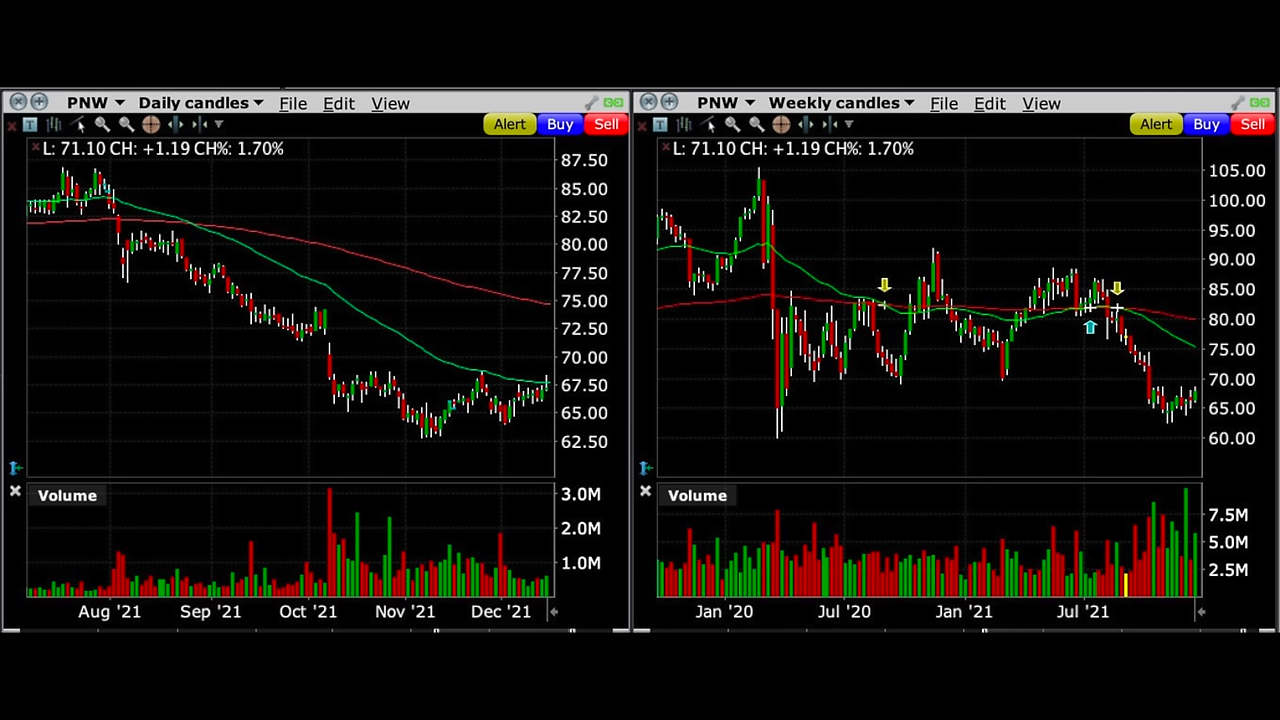 PNW Daily candles File Edit View
T Alert Buy Sell
L: 71.10 CH: +1.19 CH%: 1.70%
87.50
85.00
82.50
80.00
77.50
75.00
72.50
70.00
67.50
65.00
62.50
Volume
3.0M
2.0M
1.0M
Aug '21 Sep '21 Oct '21 Nov '21 Dec '21
PNW Weekly candles File Edit View
T Alert Buy Sell
L: 71.10 CH: +1.19 CH%: 1.70%
105.00
100.00
95.00
90.00
85.00
80.00
75.00
70.00
65.00
60.00
Volume
7.5M
5.0M
2.5M
Jan '20 Jul '20 Jan '21 Jul '21